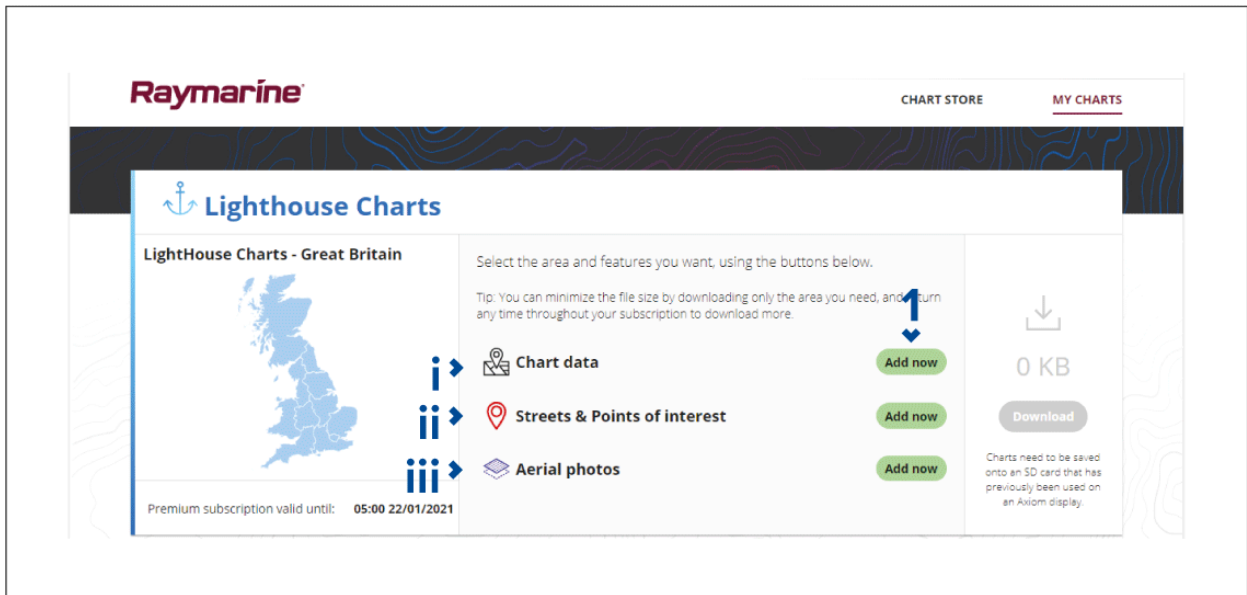 Raymarine
CHART STORE
MY CHARTS
Lighthouse Charts
LightHouse Charts - Great Britain
Select the area and features you want, using the buttons below.
Tip: You can minimize the file size by downloading only the area you need, and return
any time throughout your subscription to download more.
1
i
Chart data
Add now
ii
Streets & Points of interest
Add now
iii
Aerial photos
Add now
0 KB
Download
Charts need to be saved
onto an SD card that has
previously been used on
an Axiom display.
Premium subscription valid until: 05:00 22/01/2021